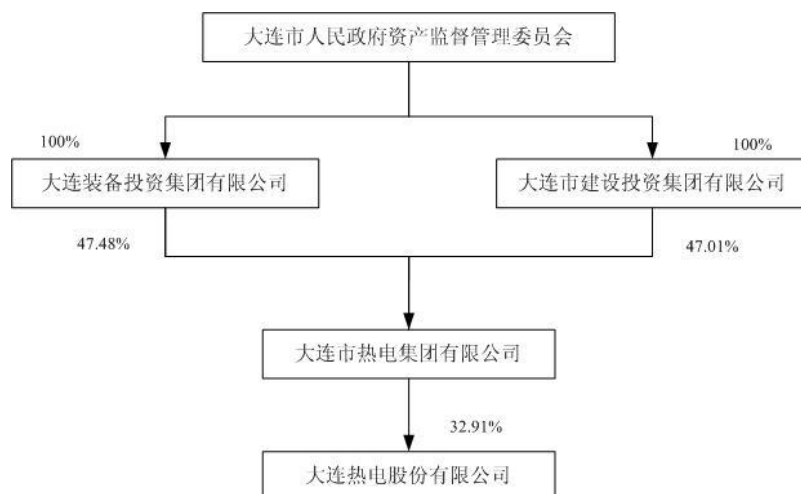 大连市人民政府资产监督管理委员会
100%
100%
大连装备投资集团有限公司
大连市建设投资集团有限公司
47.48%
47.01%
大连市热电集团有限公司
32.91%
大连热电股份有限公司